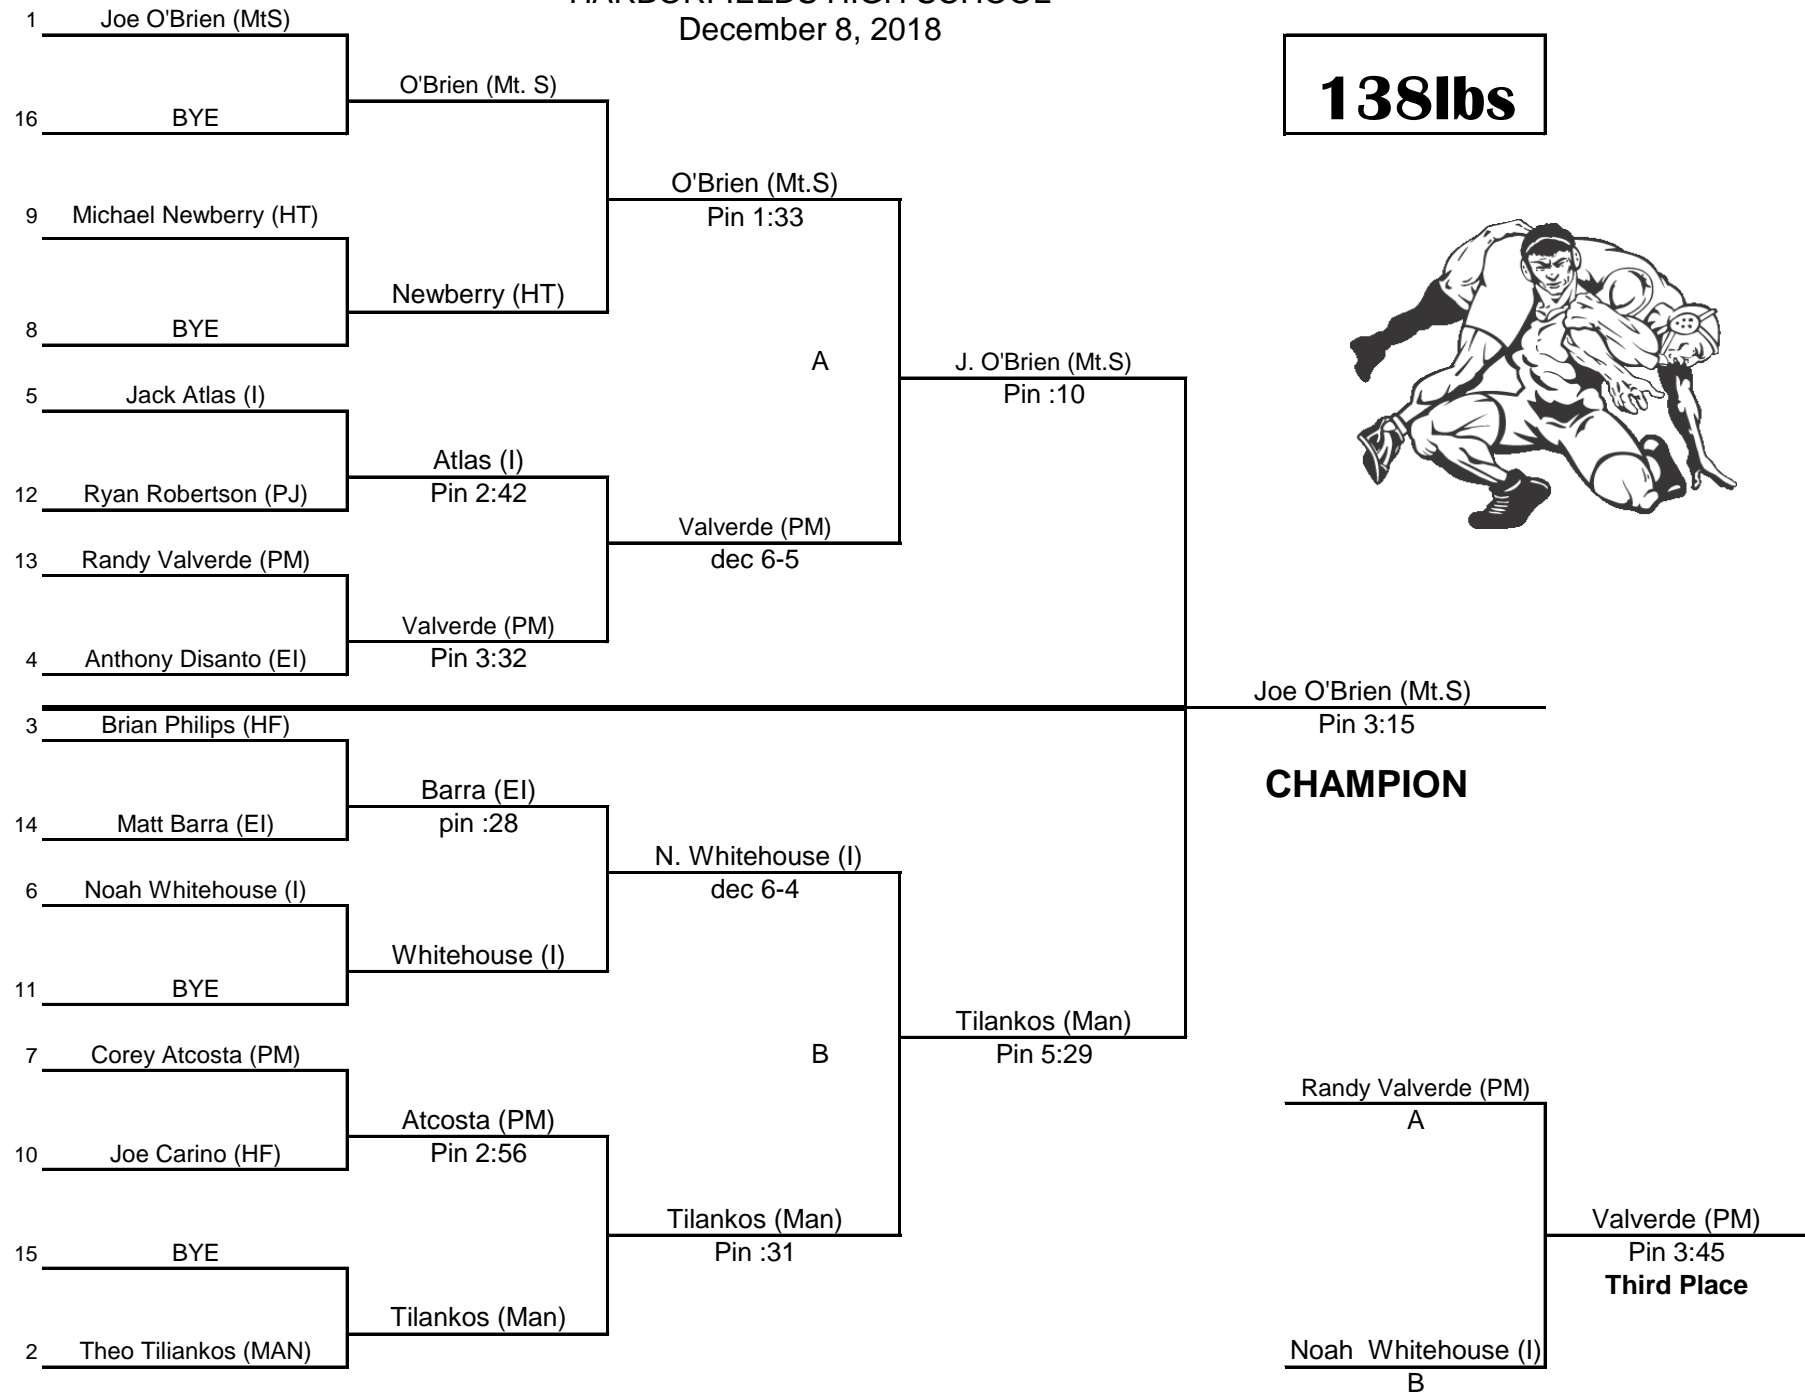 HARBORFIELDS HIGH SCHOOL
December 8, 2018
138lbs
1 Joe O'Brien (MtS)
O'Brien (Mt. S)
16 BYE
O'Brien (Mt.S)
Pin 1:33
9 Michael Newberry (HT)
Newberry (HT)
8 BYE
A
J. O'Brien (Mt.S)
Pin :10
5 Jack Atlas (I)
Atlas (I)
Pin 2:42
12 Ryan Robertson (PJ)
Valverde (PM)
dec 6-5
13 Randy Valverde (PM)
Valverde (PM)
Pin 3:32
4 Anthony Disanto (EI)
Joe O'Brien (Mt.S)
Pin 3:15
CHAMPION
3 Brian Philips (HF)
Barra (EI)
pin :28
14 Matt Barra (EI)
N. Whitehouse (I)
dec 6-4
6 Noah Whitehouse (I)
Whitehouse (I)
11 BYE
Tilankos (Man)
Pin 5:29
7 Corey Atcosta (PM)
B
Atcosta (PM)
Pin 2:56
10 Joe Carino (HF)
Tilankos (Man)
Pin :31
15 BYE
Tilankos (Man)
2 Theo Tiliankos (MAN)
Randy Valverde (PM)
A
Valverde (PM)
Pin 3:45
Third Place
Noah Whitehouse (I)
B